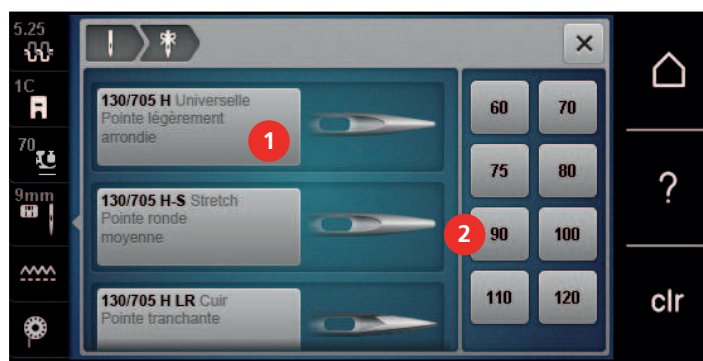 5.25
1C
70
9mm
130/705 H Universelle
Pointe légèrement
arrondie
1
130/705 H-S Stretch
Pointe ronde
moyenne
130/705 H LR Cuir
Pointe tranchante
2
60 70
75 80
90 100
110 120
?
clr